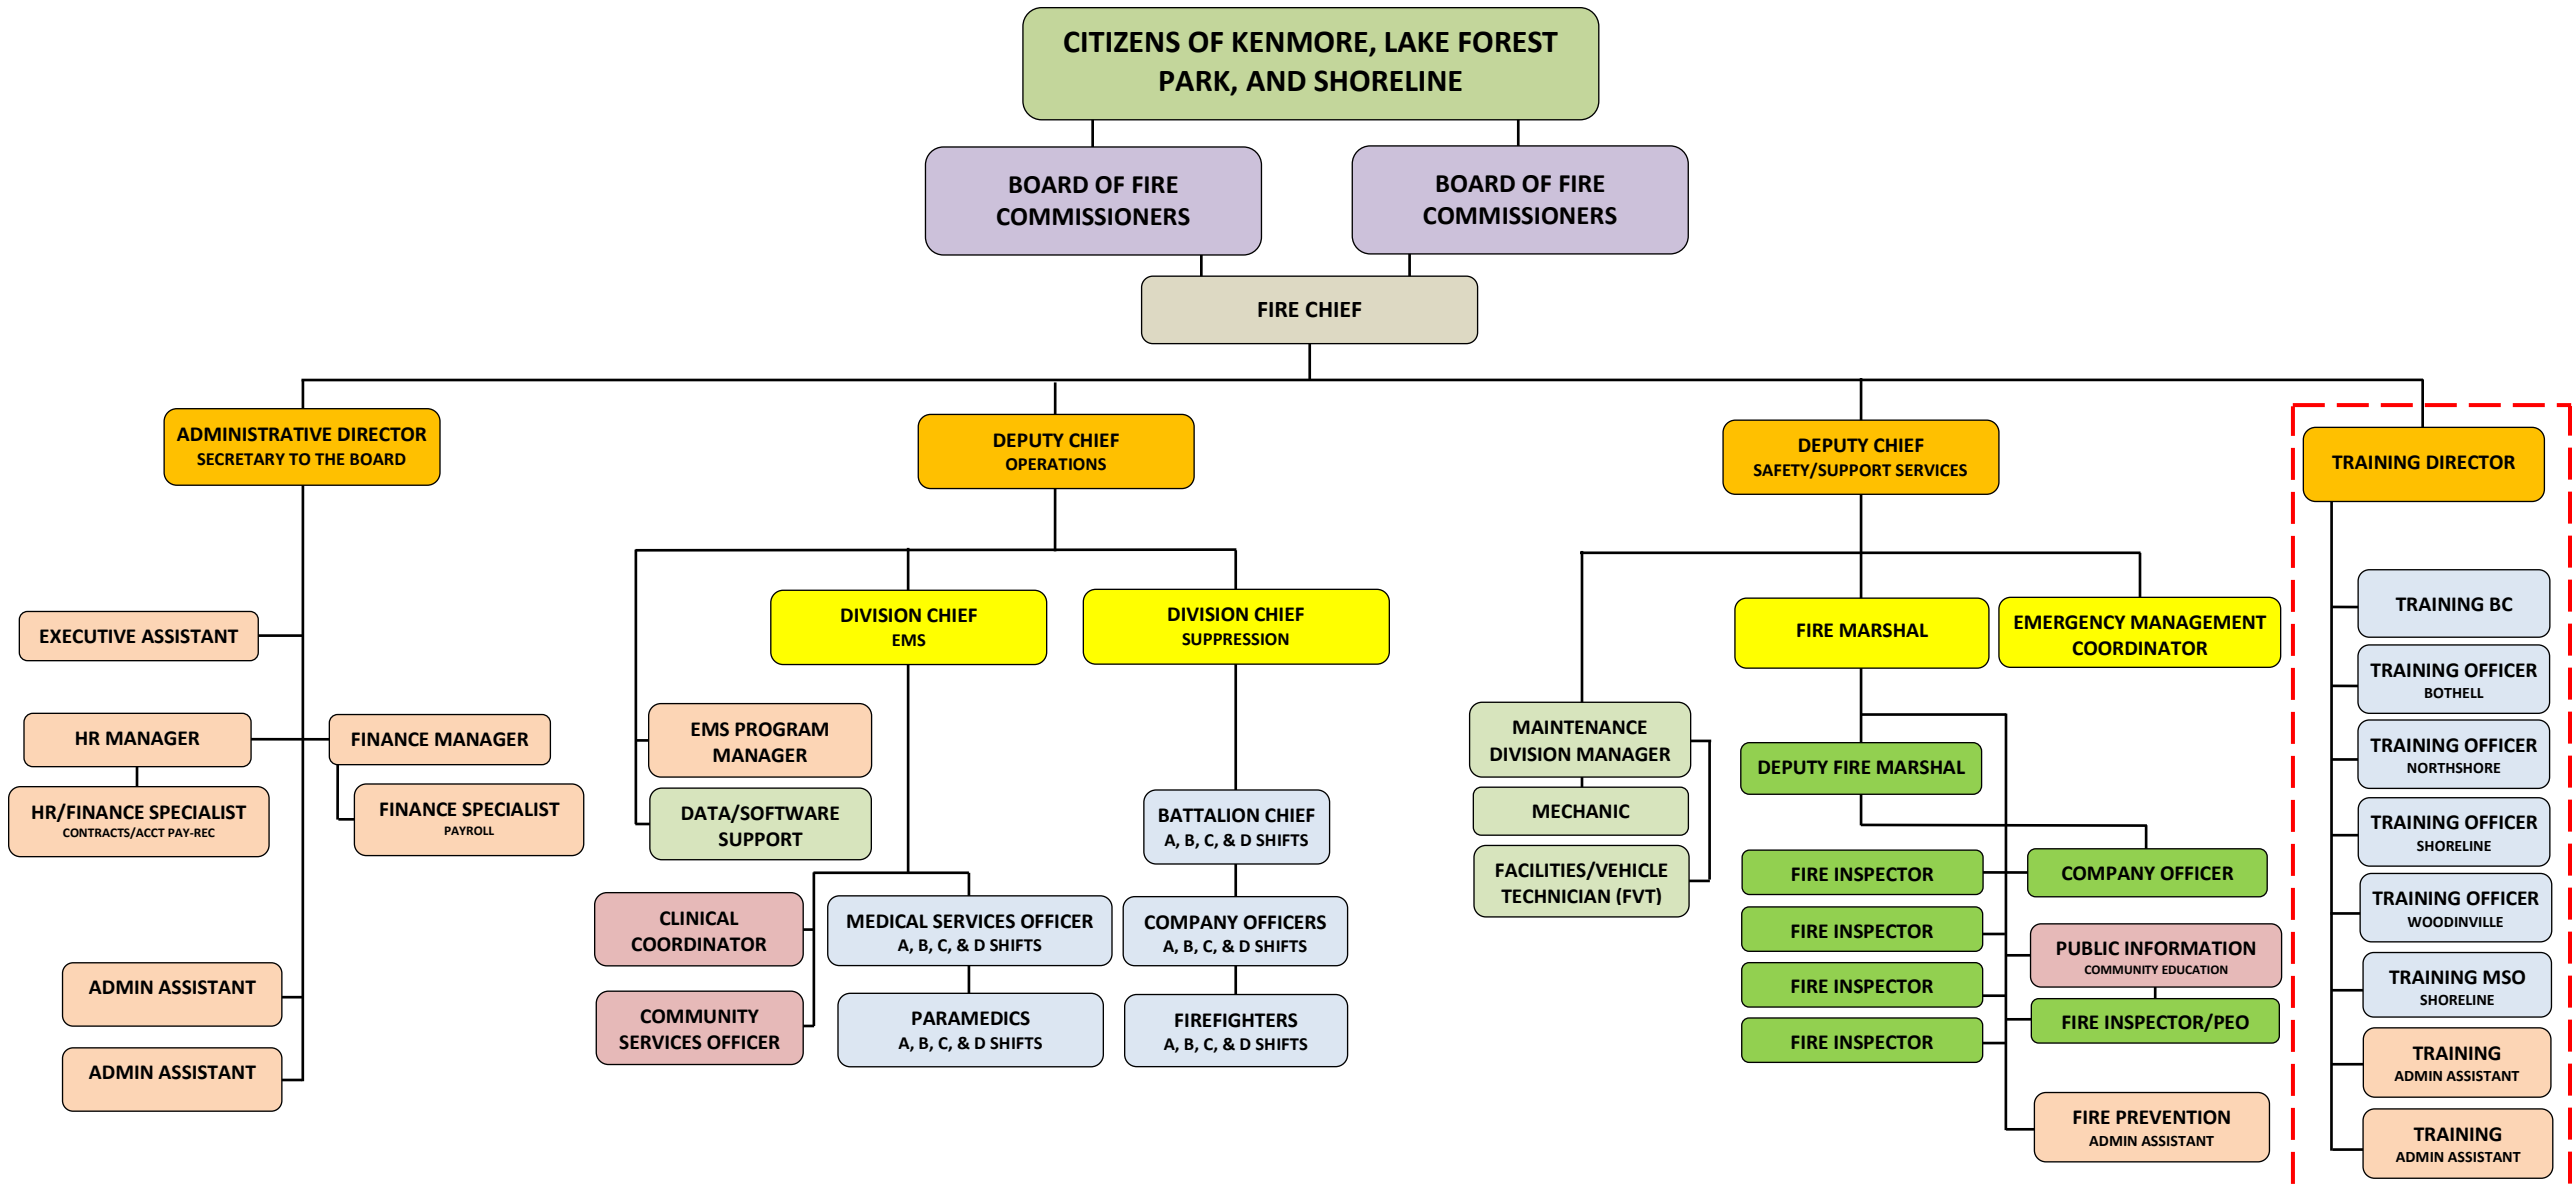 CITIZENS OF KENMORE, LAKE FOREST
PARK, AND SHORELINE
BOARD OF FIRE
COMMISSIONERS
BOARD OF FIRE
COMMISSIONERS
FIRE CHIEF
ADMINISTRATIVE DIRECTOR
SECRETARY TO THE BOARD
EXECUTIVE ASSISTANT
HR MANAGER
FINANCE MANAGER
HR/FINANCE SPECIALIST
CONTRACTS/ACCT PAY-REC
FINANCE SPECIALIST
PAYROLL
ADMIN ASSISTANT
ADMIN ASSISTANT
DEPUTY CHIEF
OPERATIONS
DIVISION CHIEF
EMS
DIVISION CHIEF
SUPPRESSION
EMS PROGRAM
MANAGER
DATA/SOFTWARE
SUPPORT
CLINICAL
COORDINATOR
COMMUNITY
SERVICES OFFICER
MEDICAL SERVICES OFFICER
A, B, C, & D SHIFTS
PARAMEDICS
A, B, C, & D SHIFTS
BATTALION CHIEF
A, B, C, & D SHIFTS
COMPANY OFFICERS
A, B, C, & D SHIFTS
FIREFIGHTERS
A, B, C, & D SHIFTS
DEPUTY CHIEF
SAFETY/SUPPORT SERVICES
FIRE MARSHAL
EMERGENCY MANAGEMENT
COORDINATOR
MAINTENANCE
DIVISION MANAGER
MECHANIC
FACILITIES/VEHICLE
TECHNICIAN (FVT)
DEPUTY FIRE MARSHAL
FIRE INSPECTOR
FIRE INSPECTOR
FIRE INSPECTOR
FIRE INSPECTOR
COMPANY OFFICER
PUBLIC INFORMATION
COMMUNITY EDUCATION
FIRE INSPECTOR/PEO
FIRE PREVENTION
ADMIN ASSISTANT
TRAINING DIRECTOR
TRAINING BC
TRAINING OFFICER
BOTHELL
TRAINING OFFICER
NORTHSHORE
TRAINING OFFICER
SHORELINE
TRAINING OFFICER
WOODINVILLE
TRAINING MSO
SHORELINE
TRAINING
ADMIN ASSISTANT
TRAINING
ADMIN ASSISTANT